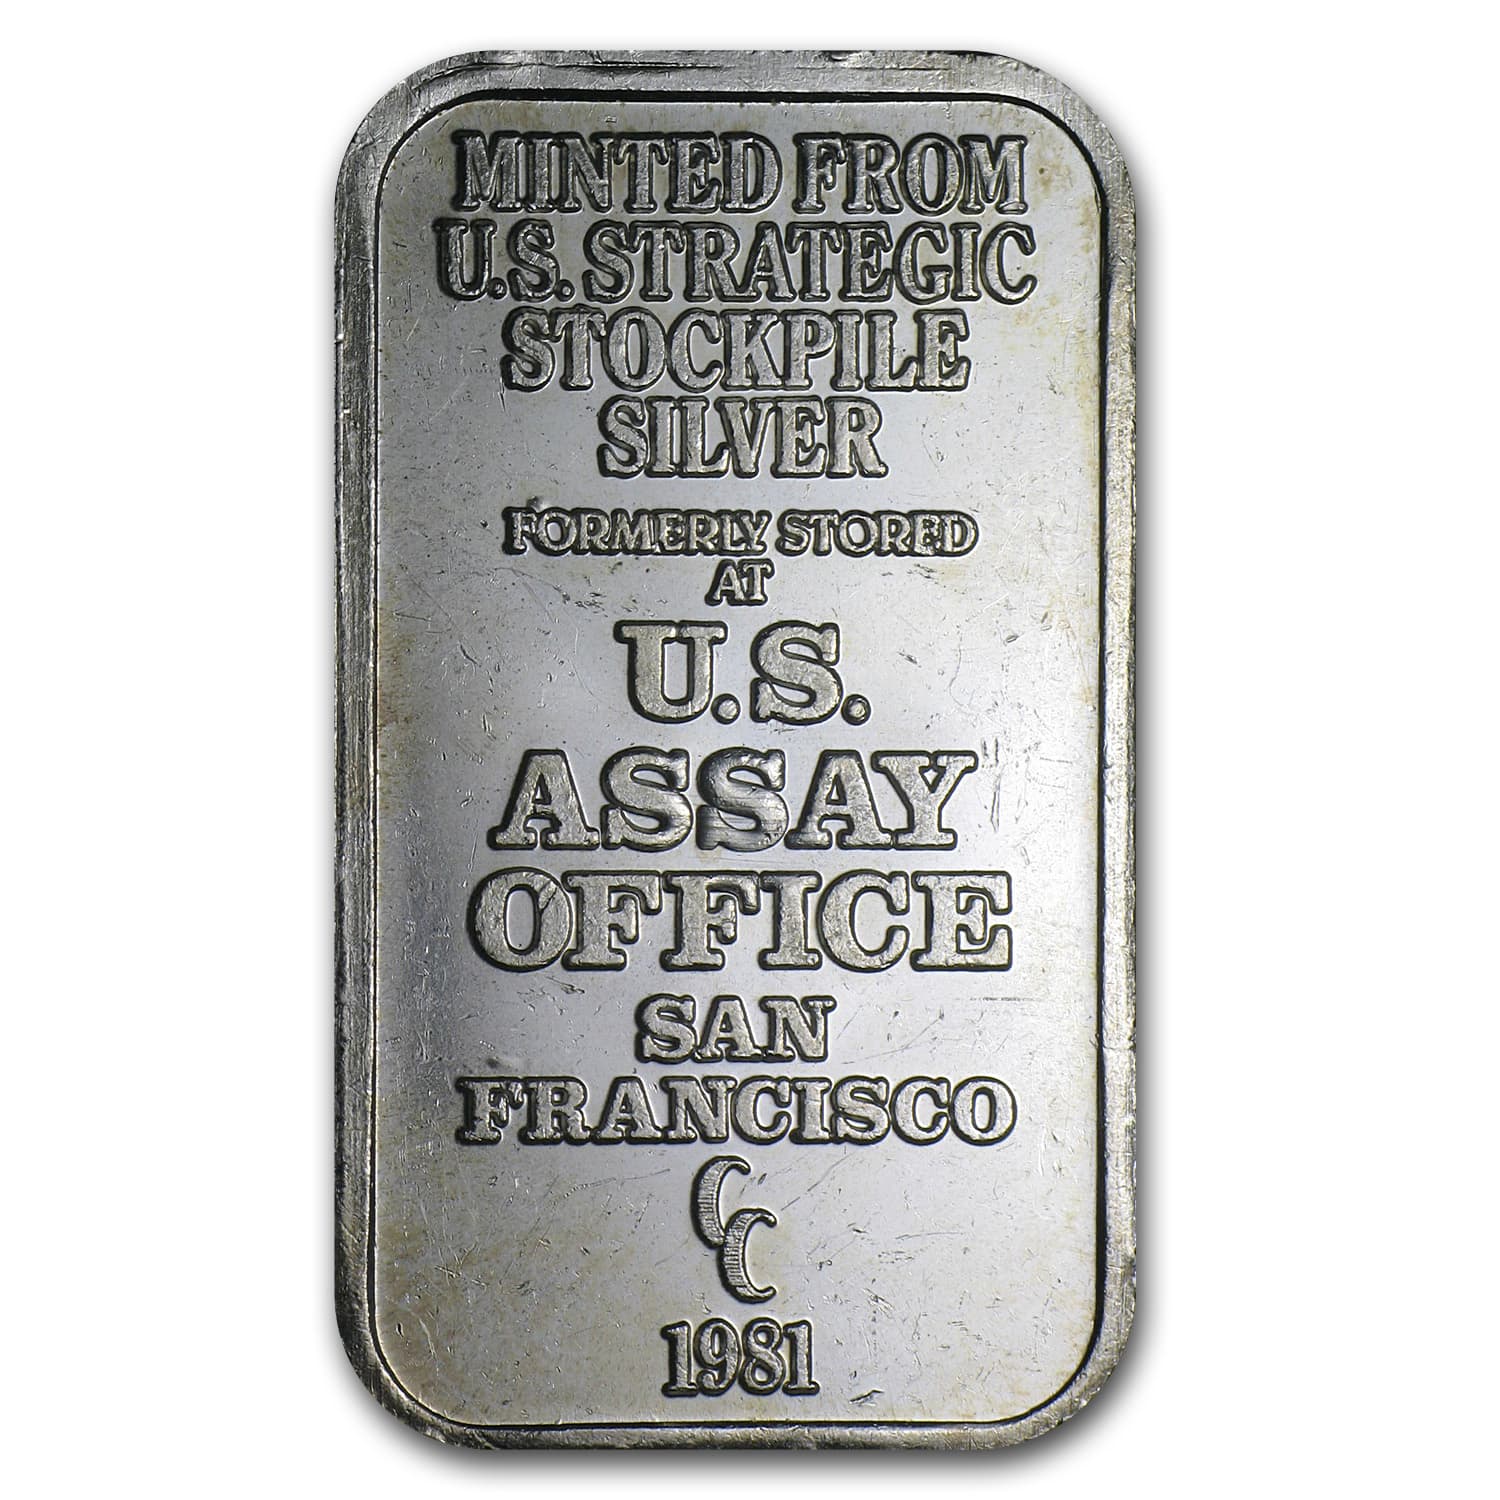 MINTED FROM
U.S. STRATEGIC
STOCKPILE
SILVER
FORMERLY STORED
AT
U.S.
ASSAY
OFFICE
SAN
FRANCISCO
CC
1981